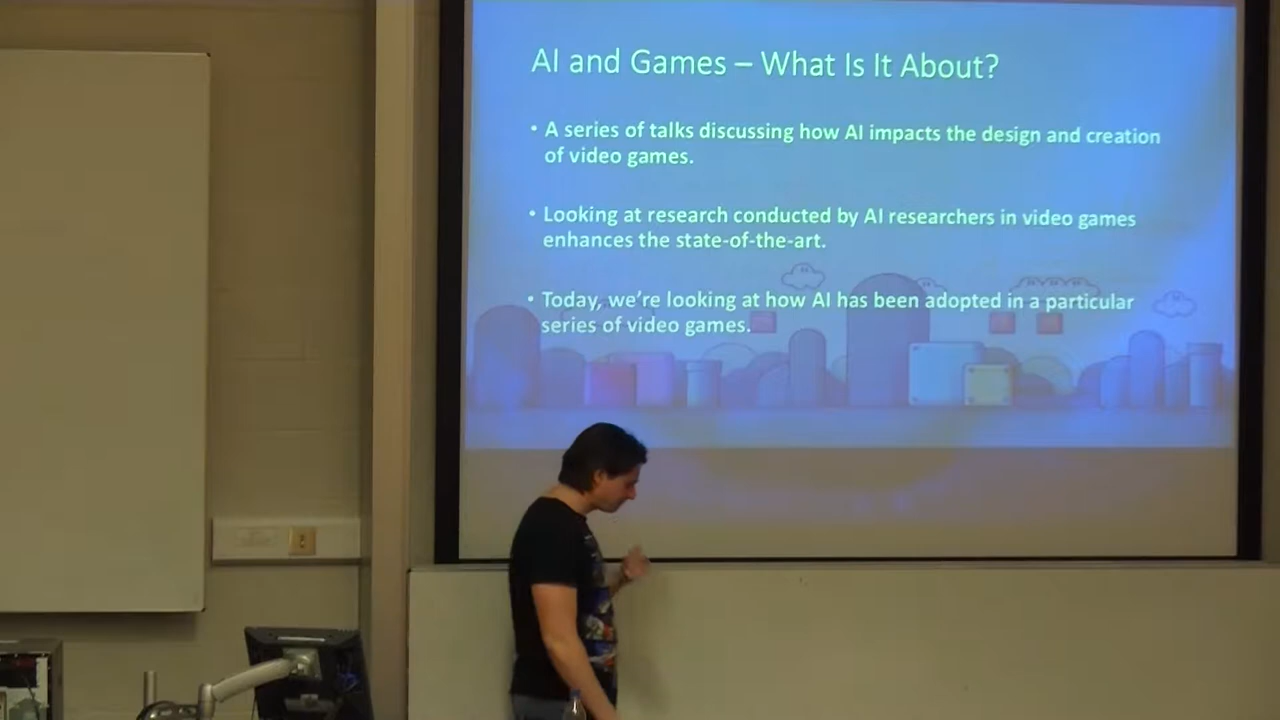 AI and Games – What Is It About?
• A series of talks discussing how AI impacts the design and creation
of video games.
• Looking at research conducted by AI researchers in video games
enhances the state-of-the-art.
• Today, we're looking at how AI has been adopted in a particular
series of video games.